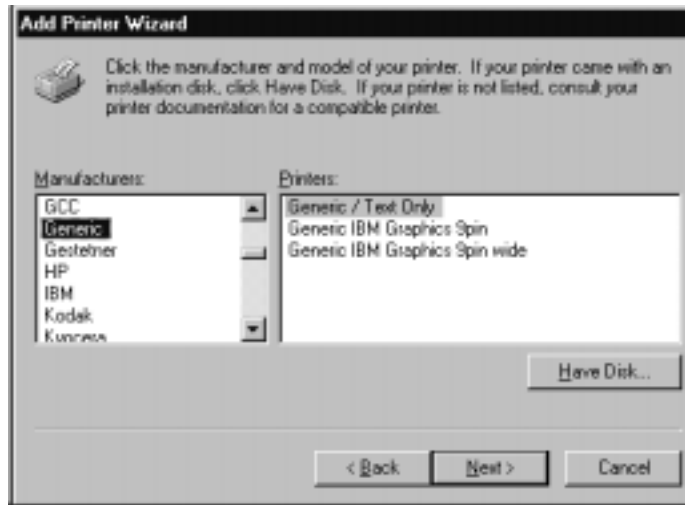 Add Printer Wizard
Click the manufacturer and model of your printer. If your printer came with an
installation disk, click Have Disk. If your printer is not listed, consult your
printer documentation for a compatible printer.
Manufacturers:
Printers:
GCC
Generic
Gestetner
HP
IBM
Kodak
Kyocera
Generic / Text Only
Generic IBM Graphics 9pin
Generic IBM Graphics 9pin wide
Have Disk...
< Back
Next >
Cancel